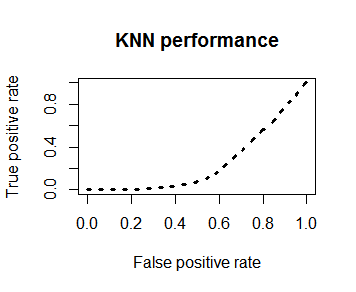 KNN performance
True positive rate
0.8
0.4
0.0
0.0 0.2 0.4 0.6 0.8 1.0
False positive rate